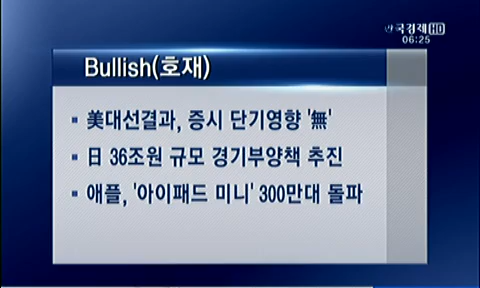 한국경제 HD
06:25
Bullish(호재)
▪ 美대선결과, 증시 단기영향 '無'
▪ 日 36조원 규모 경기부양책 추진
▪ 애플, '아이패드 미니' 300만대 돌파